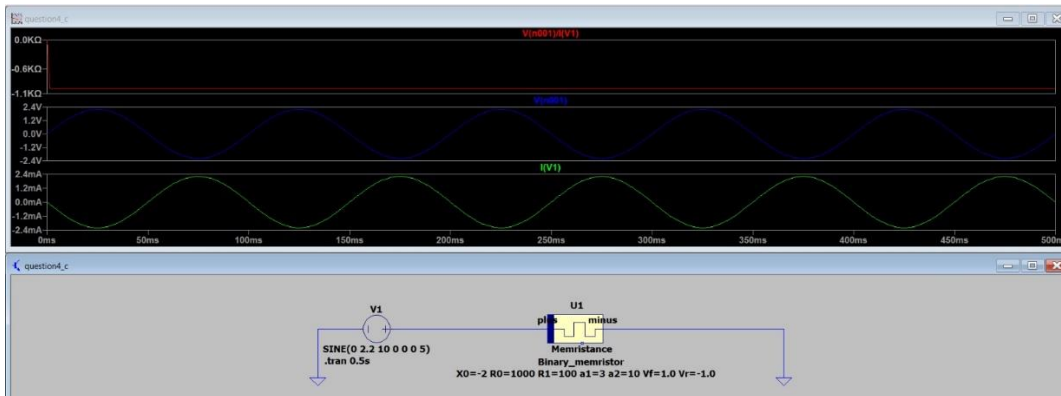 question4_c
V(n001)/I(V1)
0.0KΩ
-0.6KΩ
-1.1KΩ
V(n001)
2.4V
1.2V
0.0V
-1.2V
-2.4V
I(V1)
2.4mA
1.2mA
0.0mA
-1.2mA
-2.4mA
0ms 50ms 100ms 150ms 200ms 250ms 300ms 350ms 400ms 450ms 500m
question4_c
V1
U1
plus minus
SINE(0 2.2 10 0 0 0 5)
.tran 0.5s
Memristance
Binary_memristor
X0=-2 R0=1000 R1=100 a1=3 a2=10 Vf=1.0 Vr=-1.0